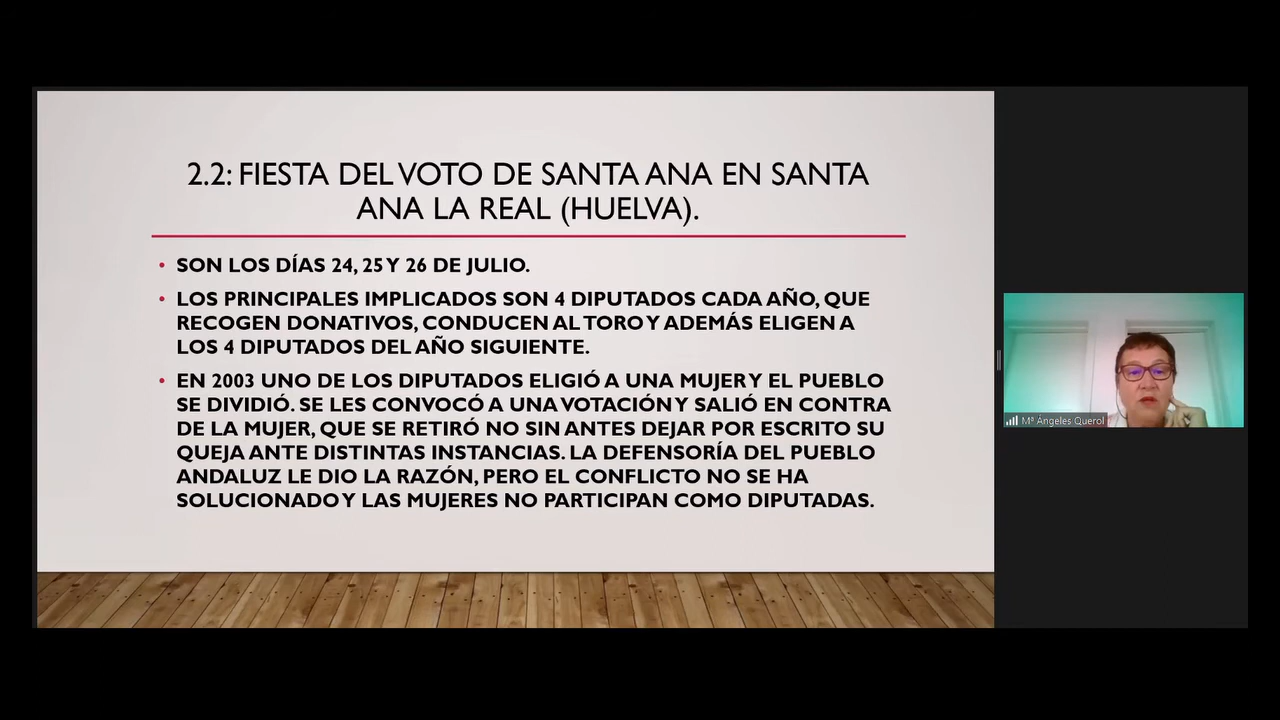 2.2: FIESTA DEL VOTO DE SANTA ANA EN SANTA
ANA LA REAL (HUELVA).
• SON LOS DÍAS 24, 25 Y 26 DE JULIO.
• LOS PRINCIPALES IMPLICADOS SON 4 DIPUTADOS CADA AÑO, QUE
RECOGEN DONATIVOS, CONDUCEN AL TORO Y ADEMÁS ELIGEN A
LOS 4 DIPUTADOS DEL AÑO SIGUIENTE.
• EN 2003 UNO DE LOS DIPUTADOS ELIGIÓ A UNA MUJER Y EL PUEBLO
SE DIVIDIÓ. SE LES CONVOCÓ A UNA VOTACIÓN Y SALIÓ EN CONTRA
DE LA MUJER, QUE SE RETIRÓ NO SIN ANTES DEJAR POR ESCRITO SU
QUEJA ANTE DISTINTAS INSTANCIAS. LA DEFENSORÍA DEL PUEBLO
ANDALUZ LE DIO LA RAZÓN, PERO EL CONFLICTO NO SE HA
SOLUCIONADO Y LAS MUJERES NO PARTICIPAN COMO DIPUTADAS.
Mª Ángeles Querol